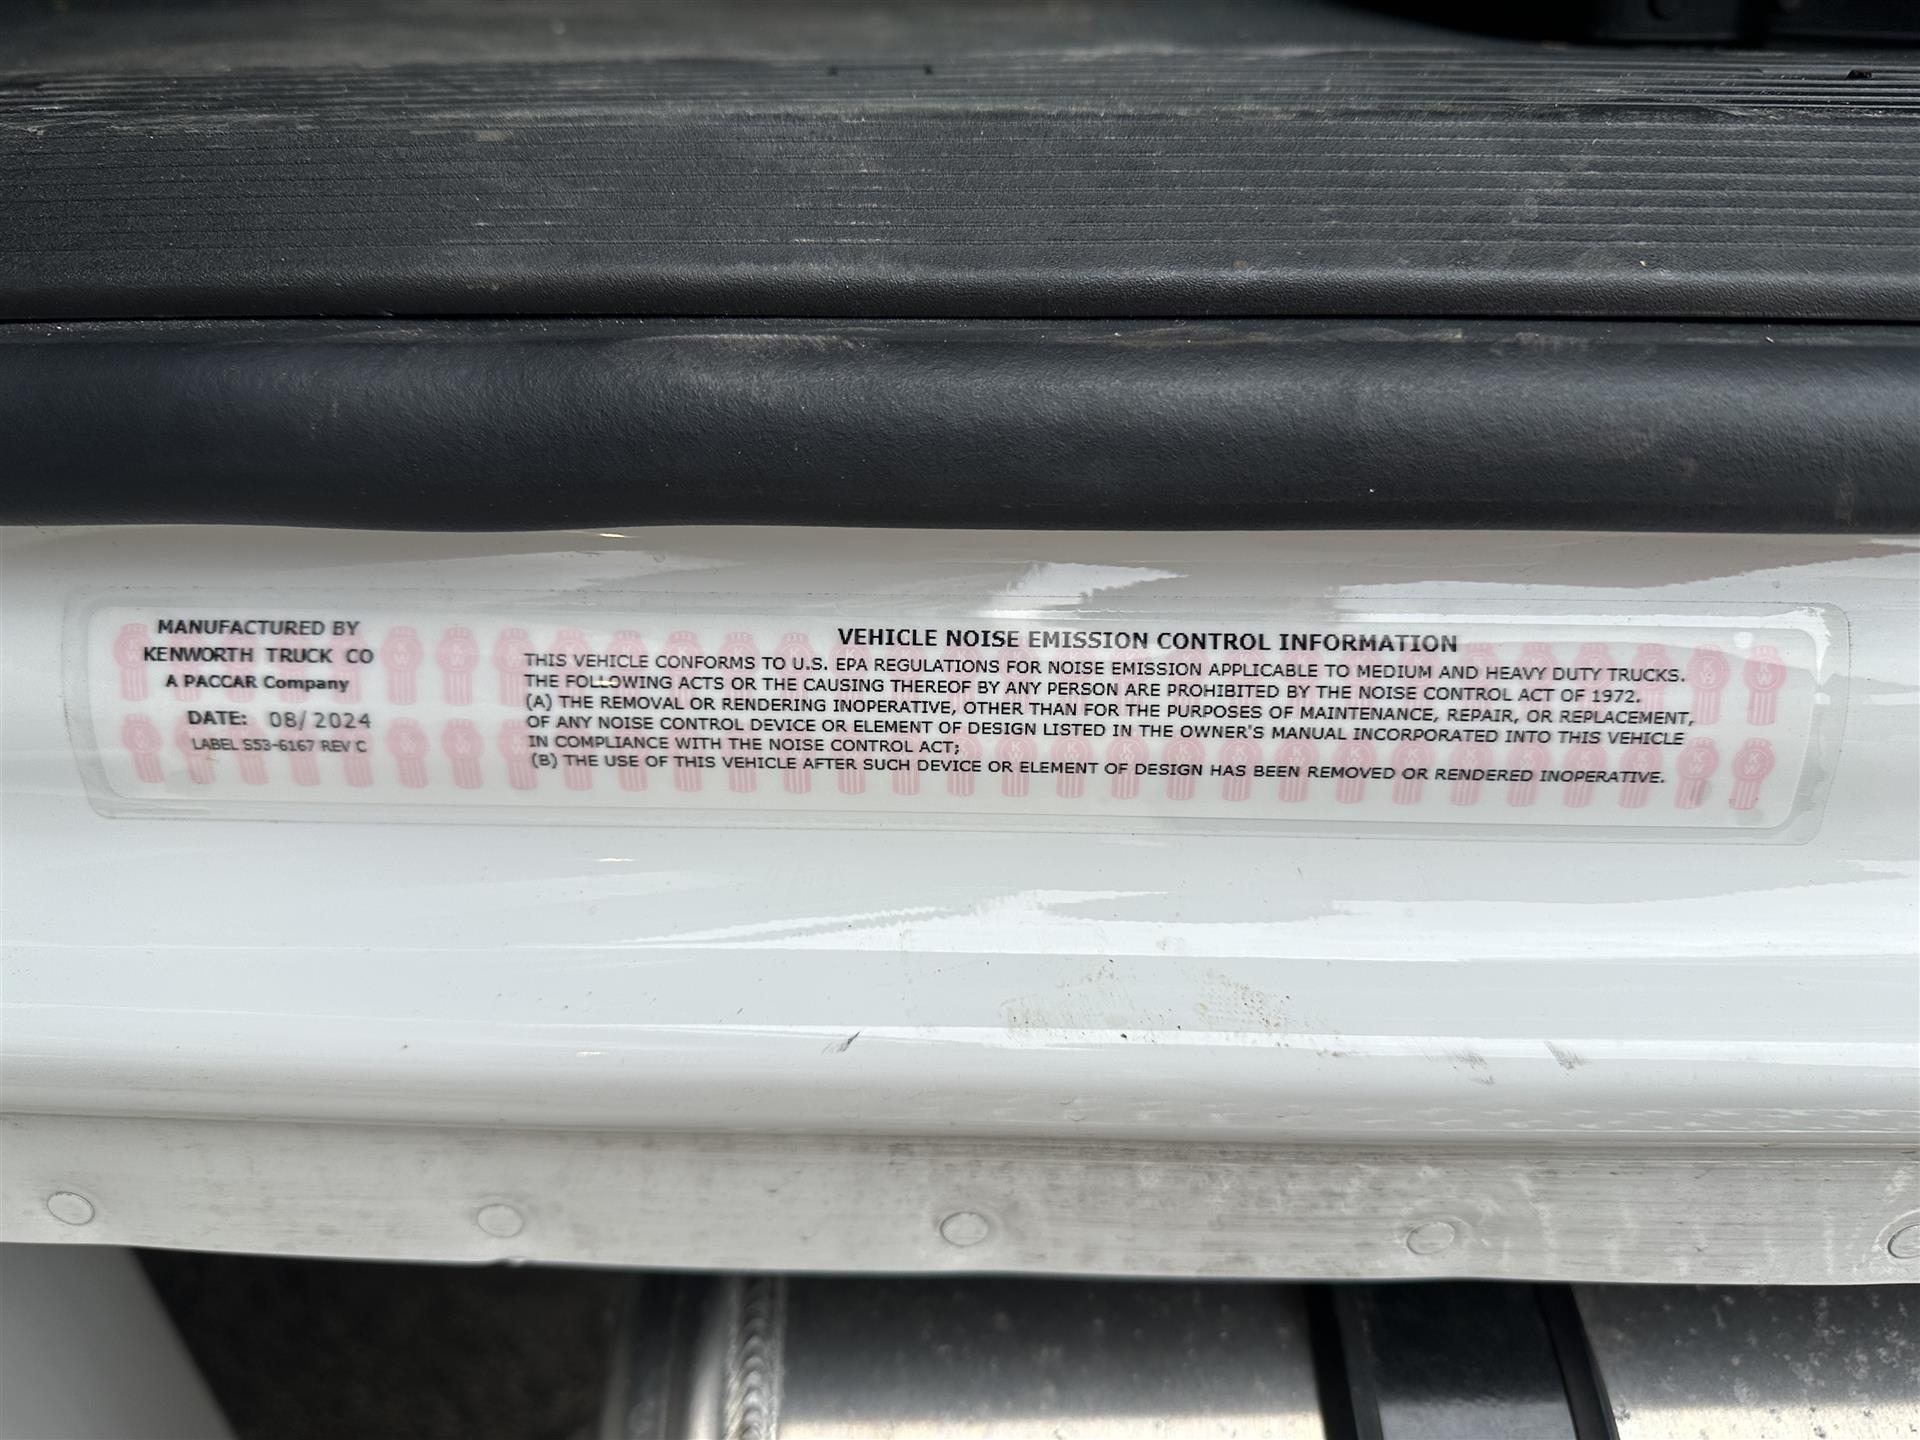 MANUFACTURED BY
KENWORTH TRUCK CO
A PACCAR Company
DATE: 08/2024
LABEL S53-6167 REV C
VEHICLE NOISE EMISSION CONTROL INFORMATION
THIS VEHICLE CONFORMS TO U.S. EPA REGULATIONS FOR NOISE EMISSION APPLICABLE TO MEDIUM AND HEAVY DUTY TRUCKS.
THE FOLLOWING ACTS OR THE CAUSING THEREOF BY ANY PERSON ARE PROHIBITED BY THE NOISE CONTROL ACT OF 1972.
(A) THE REMOVAL OR RENDERING INOPERATIVE, OTHER THAN FOR THE PURPOSES OF MAINTENANCE, REPAIR, OR REPLACEMENT,
OF ANY NOISE CONTROL DEVICE OR ELEMENT OF DESIGN LISTED IN THE OWNER'S MANUAL INCORPORATED INTO THIS VEHICLE
IN COMPLIANCE WITH THE NOISE CONTROL ACT;
(B) THE USE OF THIS VEHICLE AFTER SUCH DEVICE OR ELEMENT OF DESIGN HAS BEEN REMOVED OR RENDERED INOPERATIVE.